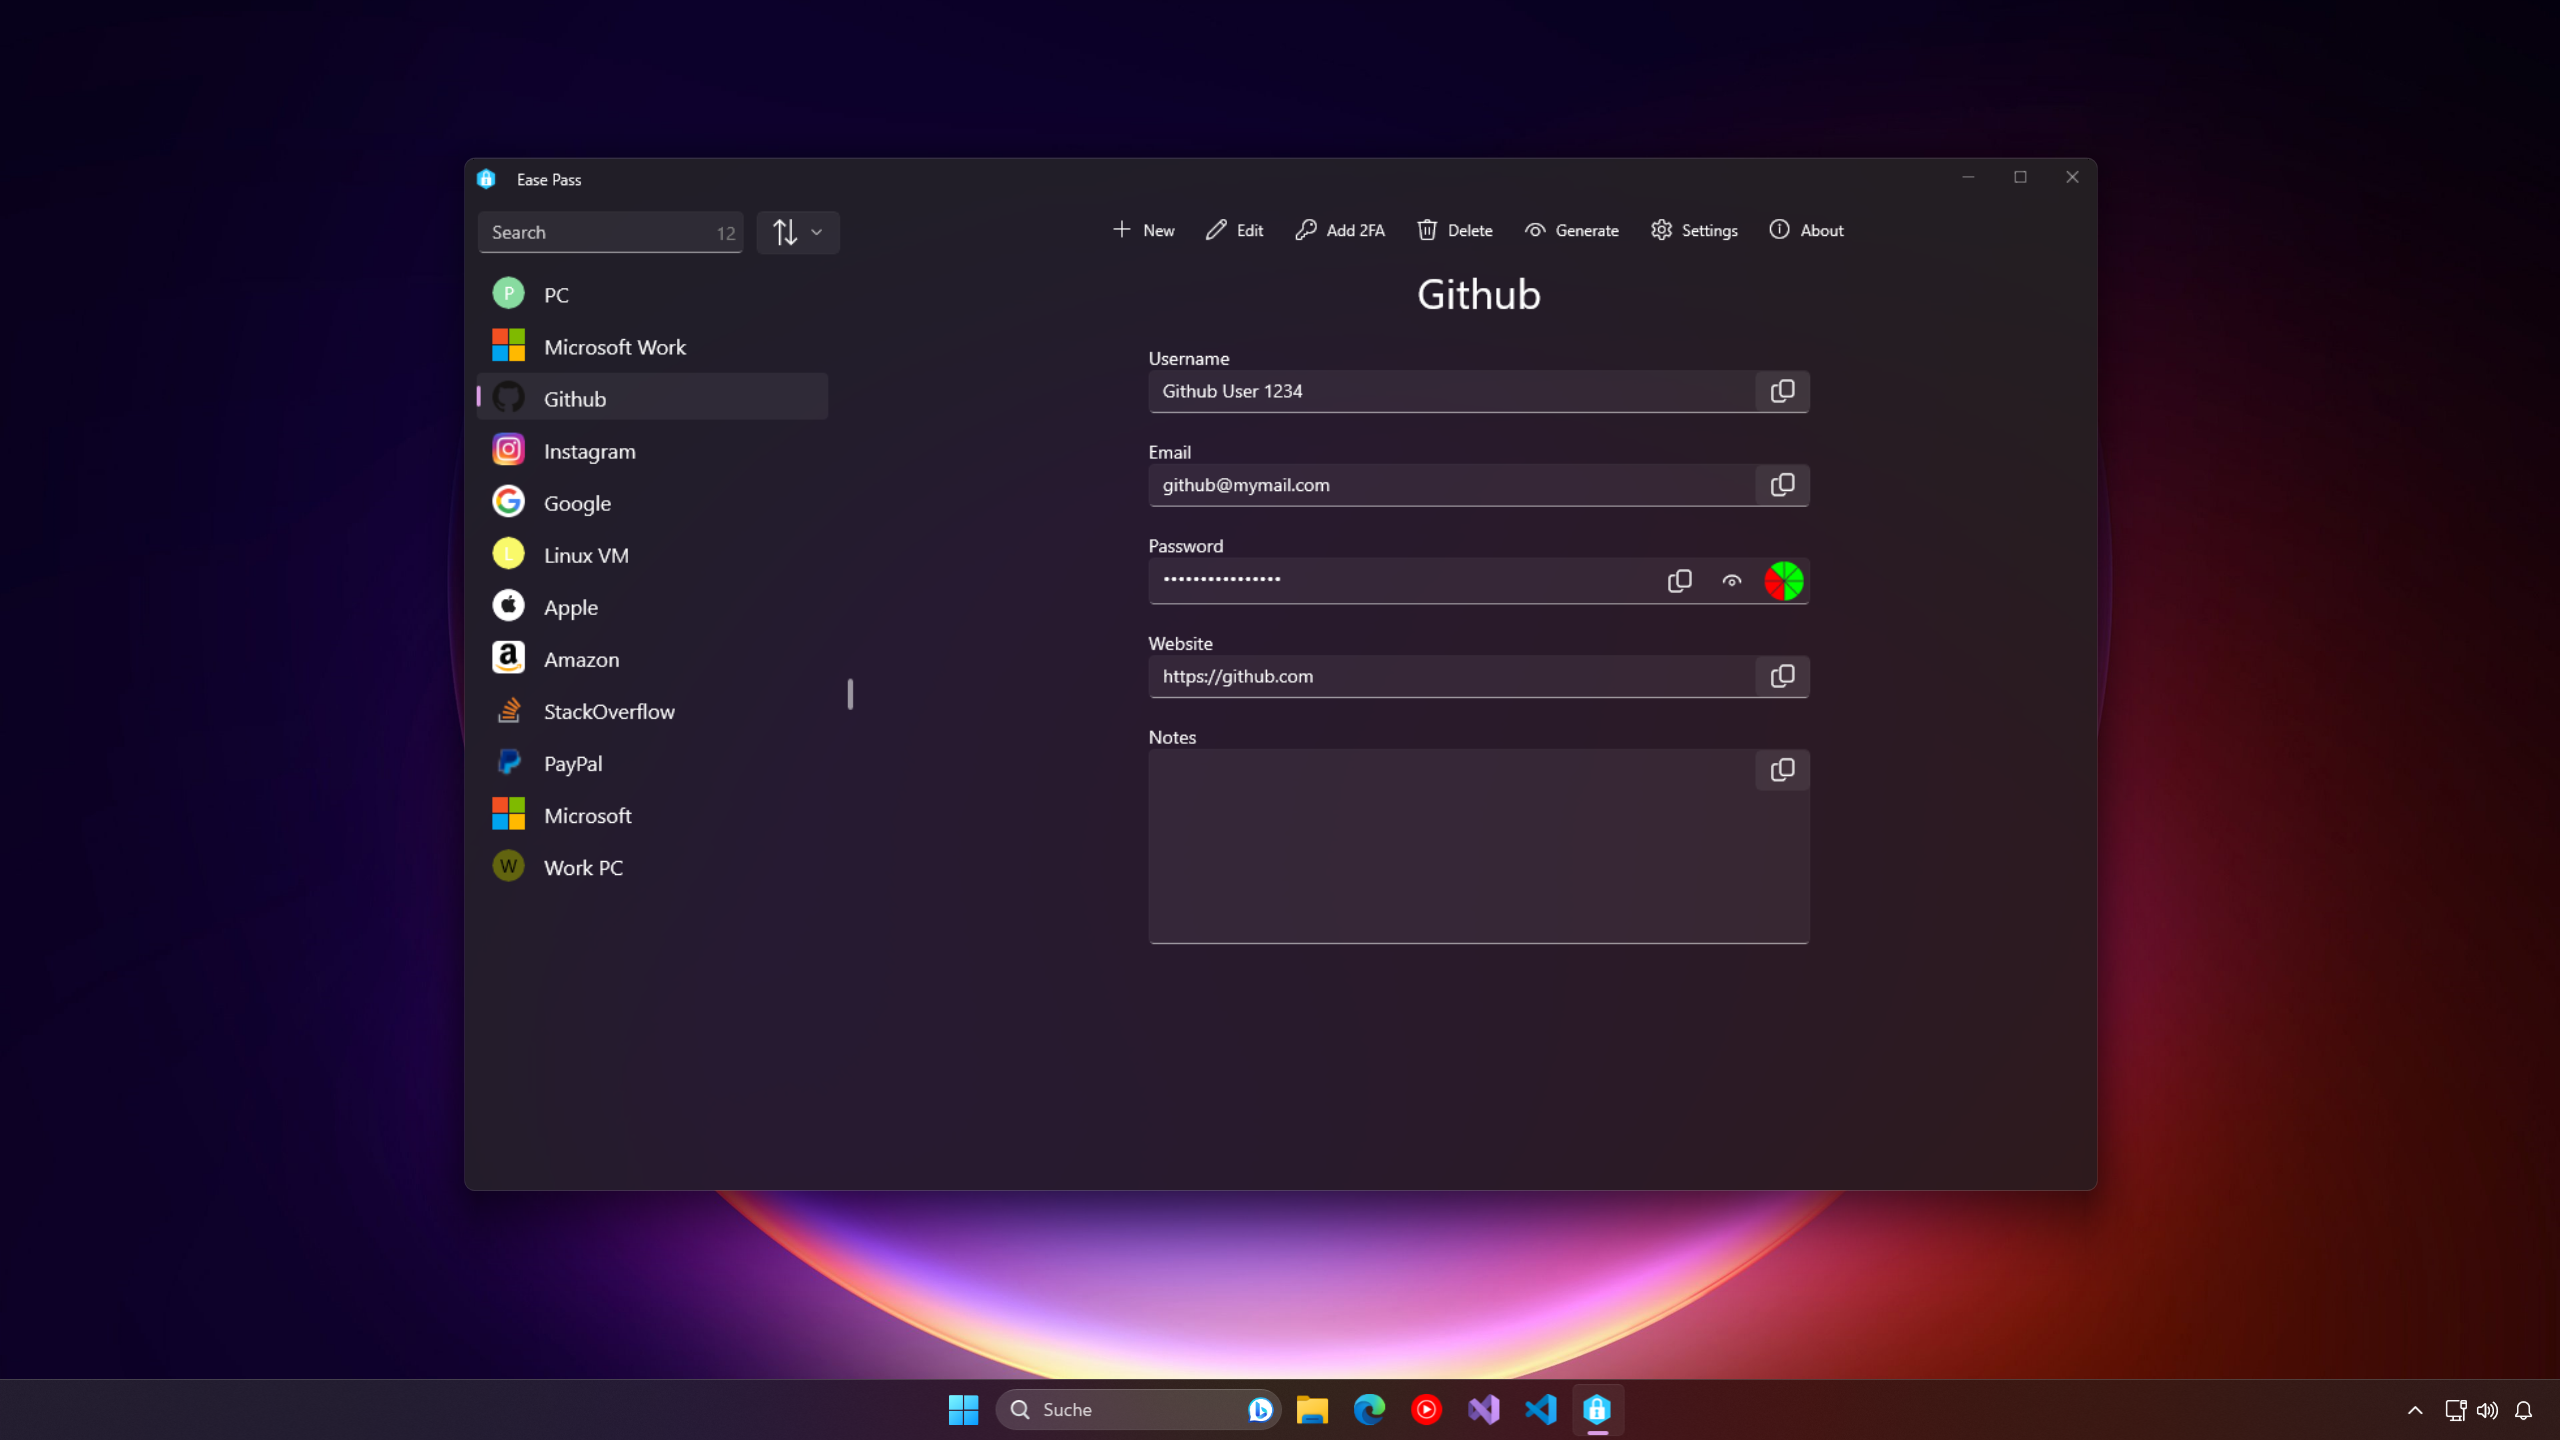 Ease Pass
Search 12
New Edit Add 2FA Delete Generate Settings About
P PC
Microsoft Work
Github
Instagram
Google
L Linux VM
Apple
a Amazon
StackOverflow
PayPal
Microsoft
W Work PC
Github
Username
Github User 1234
Email
github@mymail.com
Password
••••••••••••••••
Website
https://github.com
Notes
Suche